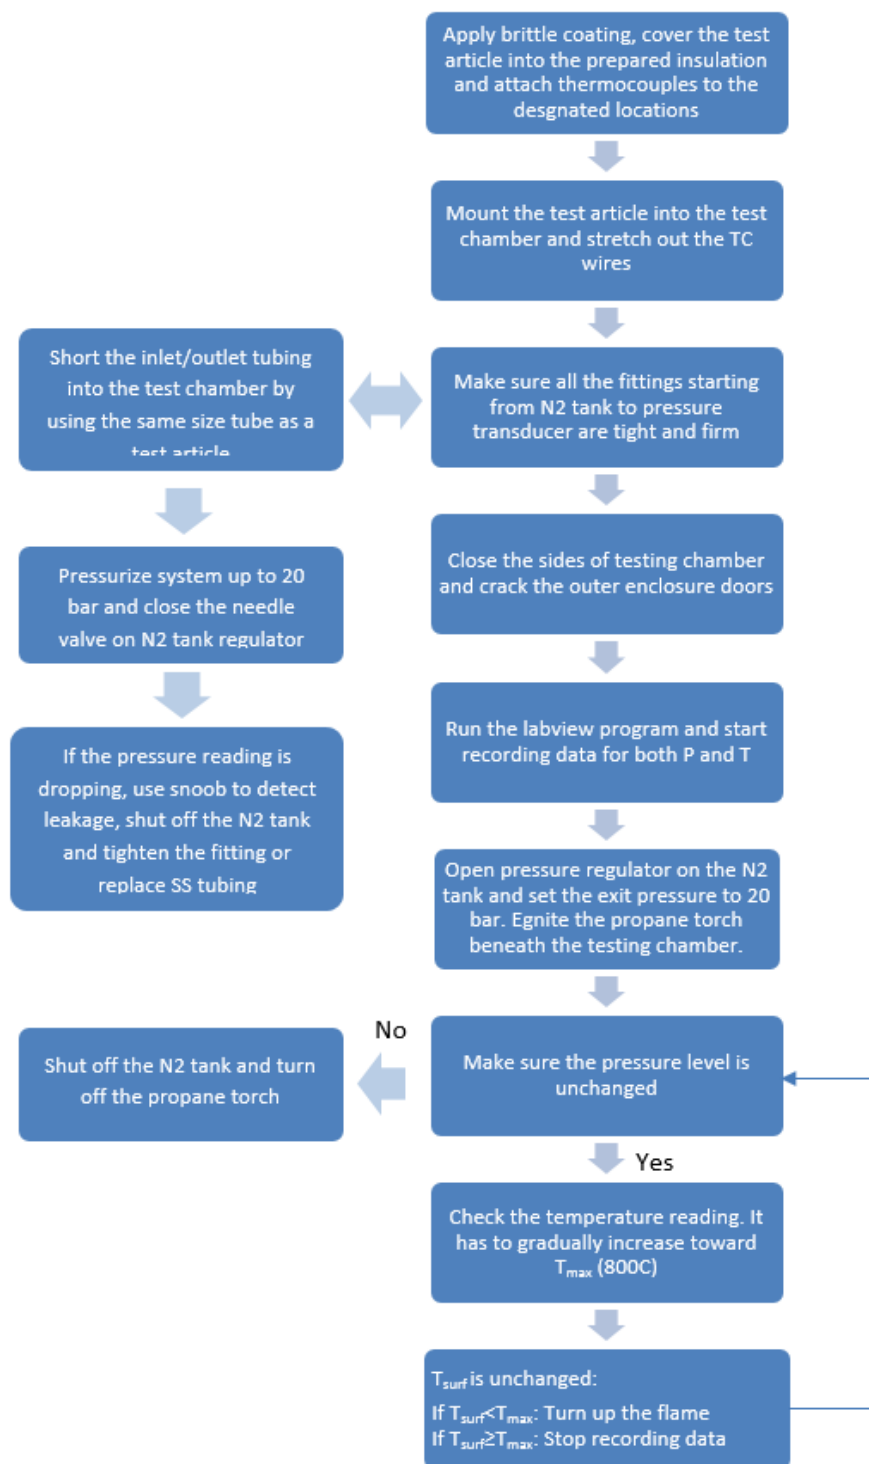 Apply brittle coating, cover the test
article into the prepared insulation
and attach thermocouples to the
desgnated locations
Mount the test article into the test
chamber and stretch out the TC
wires
Make sure all the fittings starting
from N2 tank to pressure
transducer are tight and firm
Short the inlet/outlet tubing
into the test chamber by
using the same size tube as a
test article
Pressurize system up to 20
bar and close the needle
valve on N2 tank regulator
If the pressure reading is
dropping, use snoob to detect
leakage, shut off the N2 tank
and tighten the fitting or
replace SS tubing
Close the sides of testing chamber
and crack the outer enclosure doors
Run the labview program and start
recording data for both P and T
Open pressure regulator on the N2
tank and set the exit pressure to 20
bar. Egnite the propane torch
beneath the testing chamber.
Make sure the pressure level is
unchanged
No
Shut off the N2 tank and turn
off the propane torch
Yes
Check the temperature reading. It
has to gradually increase toward
Tmax (800C)
Tsurf is unchanged:
If Tsurf<Tmax: Turn up the flame
If Tsurf≥Tmax: Stop recording data